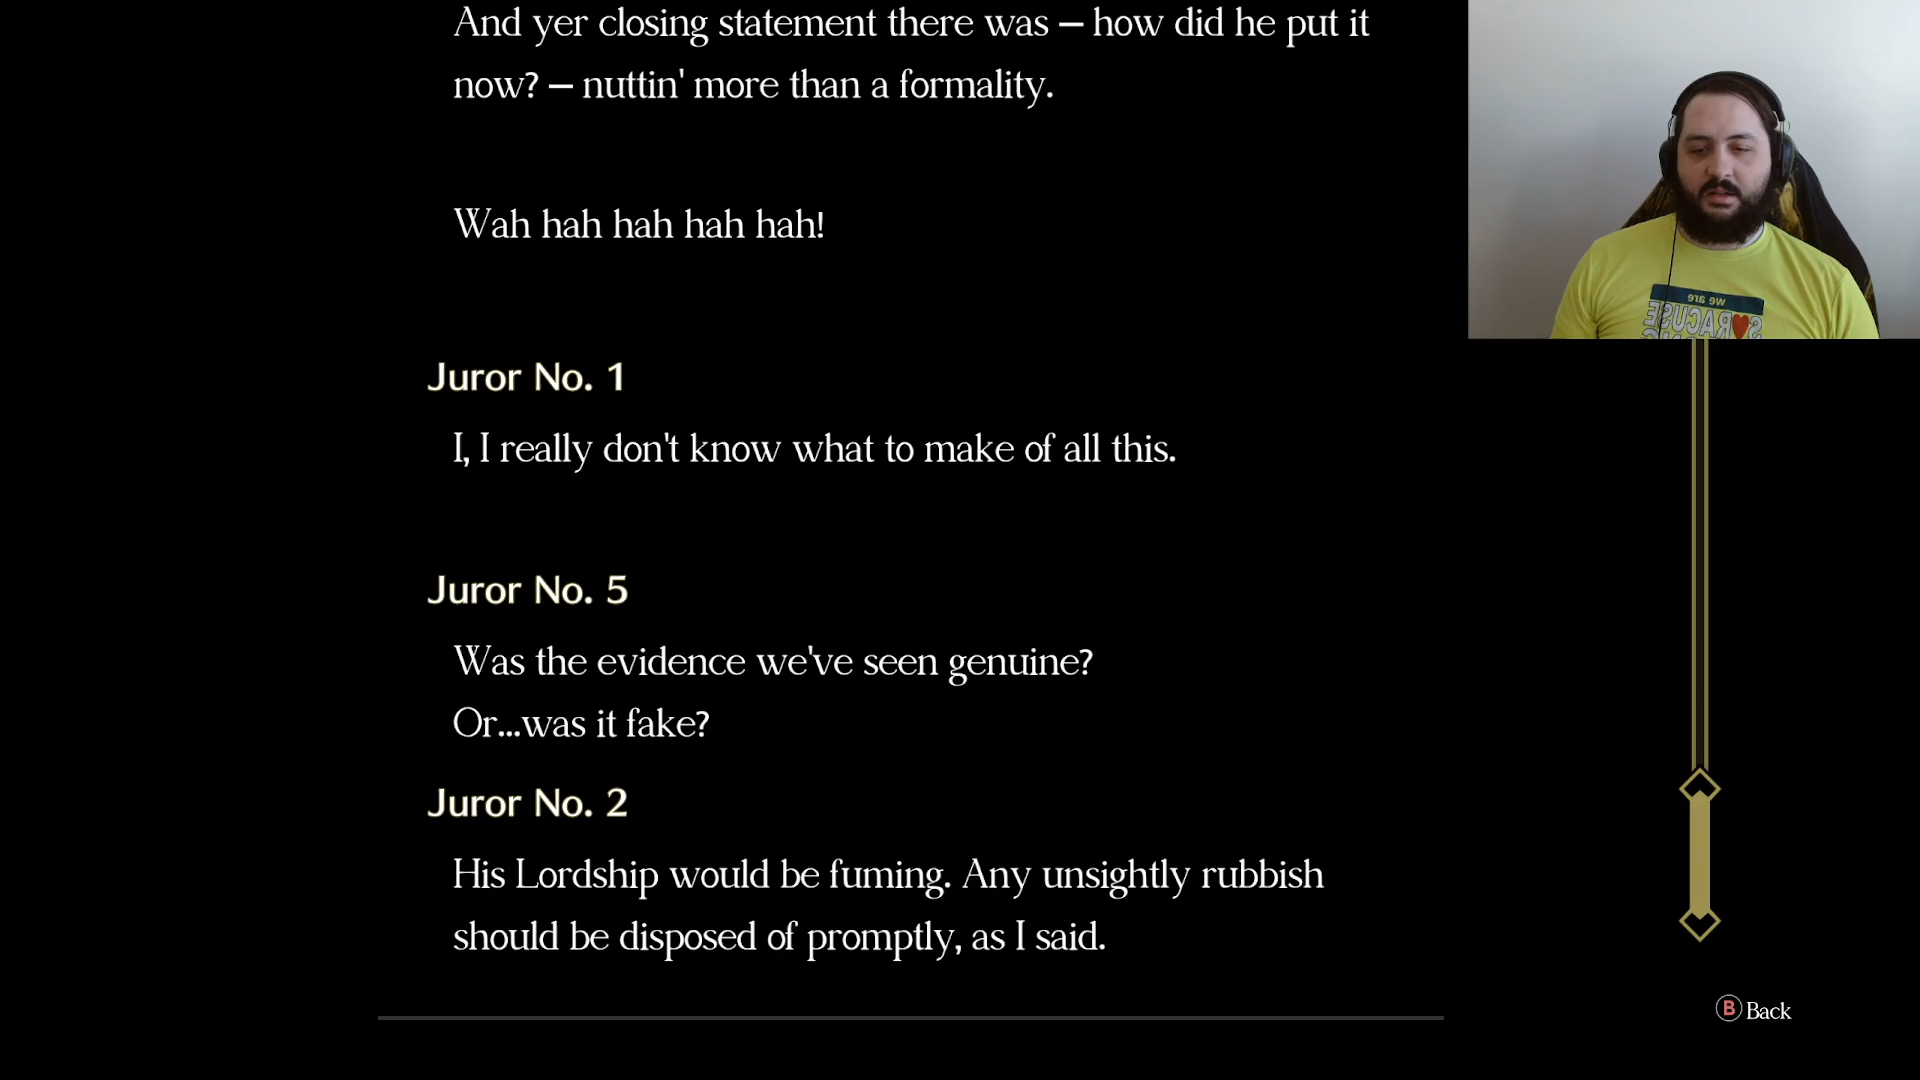 And yer closing statement there was — how did he put it
now? — nuttin' more than a formality.
Wah hah hah hah hah!
Juror No. 1
I, I really don't know what to make of all this.
Juror No. 5
Was the evidence we've seen genuine?
Or...was it fake?
Juror No. 2
His Lordship would be fuming. Any unsightly rubbish
should be disposed of promptly, as I said.
we are
SYRACUSE
B Back